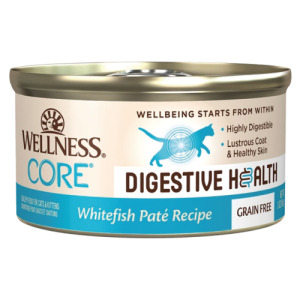 WELLBEING STARTS FROM WITHIN
WELLNESS®
CORE®
• Highly Digestible
• Lustrous Coat
& Healthy Skin
DIGESTIVE HEALTH
Whitefish Paté Recipe
GRAIN FREE